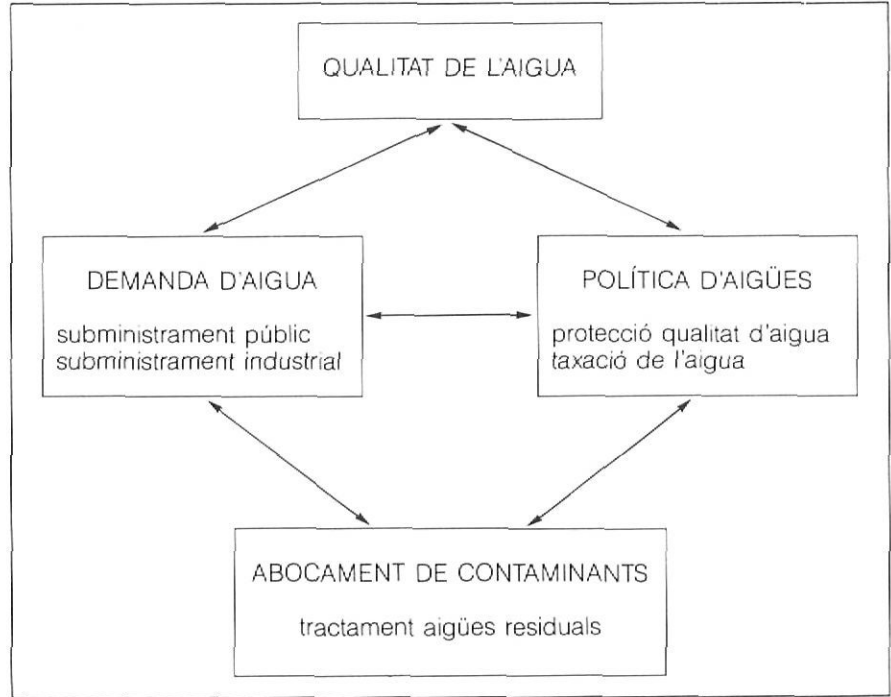 QUALITAT DE L'AIGUA
DEMANDA D'AIGUA
subministrament públic
subministrament industrial
POLÍTICA D'AIGÜES
protecció qualitat d'aigua
taxació de l'aigua
ABOCAMENT DE CONTAMINANTS
tractament aigües residuals